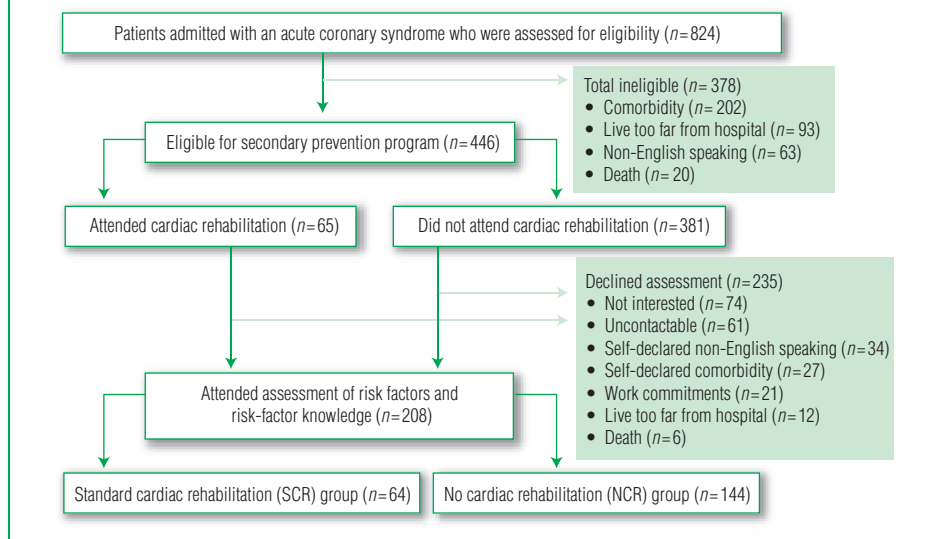 Patients admitted with an acute coronary syndrome who were assessed for eligibility (n=824)
Total ineligible (n=378)
• Comorbidity (n=202)
• Live too far from hospital (n=93)
• Non-English speaking (n=63)
• Death (n=20)
Eligible for secondary prevention program (n=446)
Attended cardiac rehabilitation (n=65)
Did not attend cardiac rehabilitation (n=381)
Declined assessment (n=235)
• Not interested (n=74)
• Uncontactable (n=61)
• Self-declared non-English speaking (n=34)
• Self-declared comorbidity (n=27)
• Work commitments (n=21)
• Live too far from hospital (n=12)
• Death (n=6)
Attended assessment of risk factors and
risk-factor knowledge (n=208)
Standard cardiac rehabilitation (SCR) group (n=64)
No cardiac rehabilitation (NCR) group (n=144)